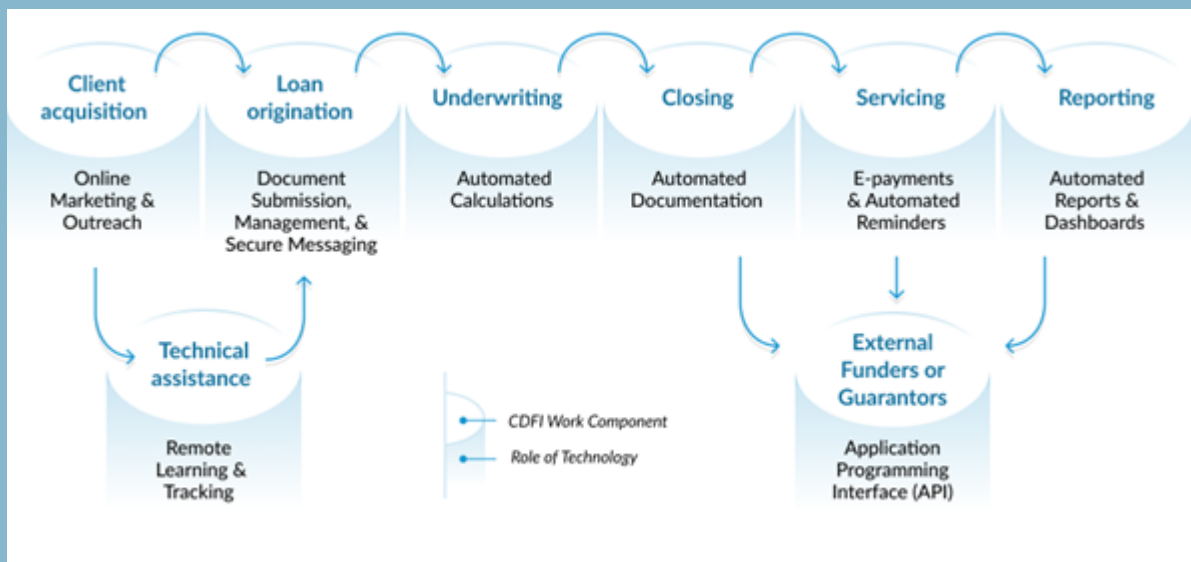 Client
acquisition
Online
Marketing &
Outreach
Loan
origination
Document
Submission,
Management, &
Secure Messaging
Underwriting
Automated
Calculations
Closing
Automated
Documentation
Servicing
E-payments
& Automated
Reminders
Reporting
Automated
Reports &
Dashboards
Technical
assistance
Remote
Learning &
Tracking
CDFI Work Component
Role of Technology
External
Funders or
Guarantors
Application
Programming
Interface (API)